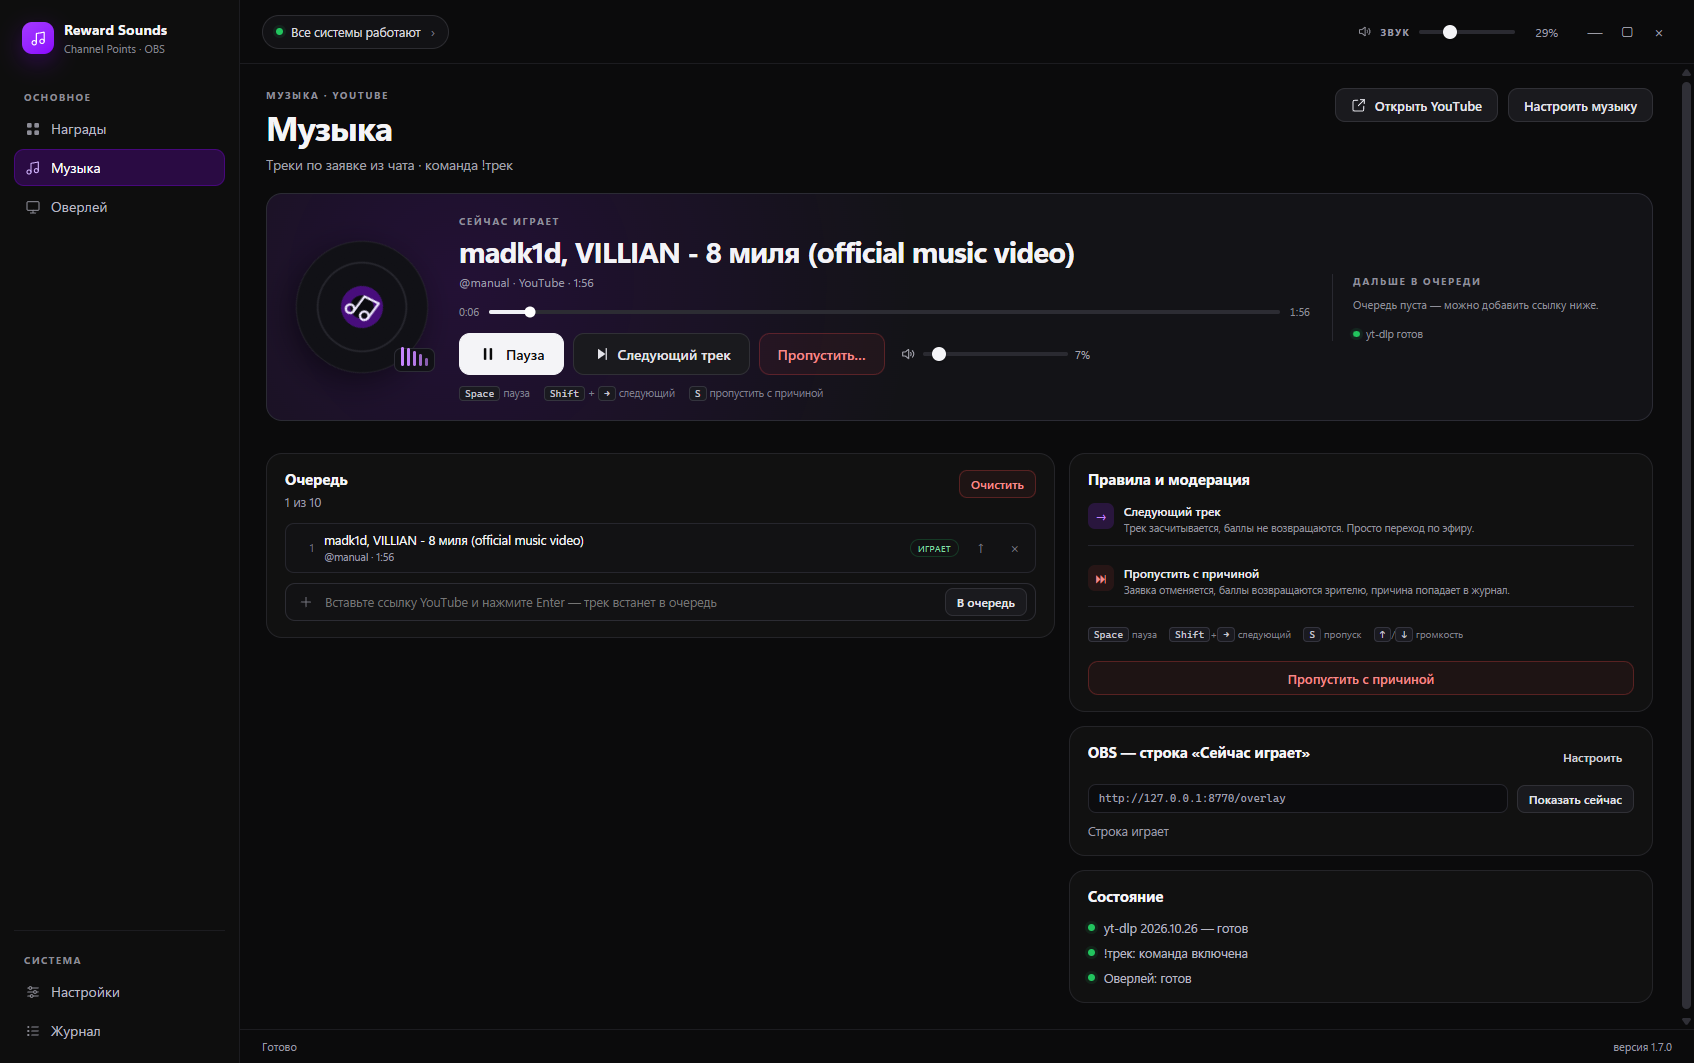 Reward Sounds
Channel Points · OBS
Все системы работают ›
ЗВУК
29%
ОСНОВНОЕ
Награды
Музыка
Оверлей
МУЗЫКА · YOUTUBE
Музыка
Треки по заявке из чата · команда !трек
Открыть YouTube
Настроить музыку
СЕЙЧАС ИГРАЕТ
madk1d, VILLIAN - 8 миля (official music video)
@manual · YouTube · 1:56
0:06
1:56
Пауза
Следующий трек
Пропустить...
7%
Space пауза Shift + → следующий S пропустить с причиной
ДАЛЬШЕ В ОЧЕРЕДИ
Очередь пуста — можно добавить ссылку ниже.
yt-dlp готов
Очередь
1 из 10
Очистить
1
madk1d, VILLIAN - 8 миля (official music video)
@manual · 1:56
ИГРАЕТ ↑ ×
+ Вставьте ссылку YouTube и нажмите Enter — трек встанет в очередь
В очередь
Правила и модерация
Следующий трек
Трек засчитывается, баллы не возвращаются. Просто переход по эфиру.
Пропустить с причиной
Заявка отменяется, баллы возвращаются зрителю, причина попадает в журнал.
Space пауза Shift + → следующий S пропуск ↑ / ↓ громкость
Пропустить с причиной
OBS — строка «Сейчас играет»
Настроить
http://127.0.0.1:8770/overlay
Показать сейчас
Строка играет
Состояние
yt-dlp 2026.10.26 — готов
!трек: команда включена
Оверлей: готов
СИСТЕМА
Настройки
Журнал
Готово
версия 1.7.0